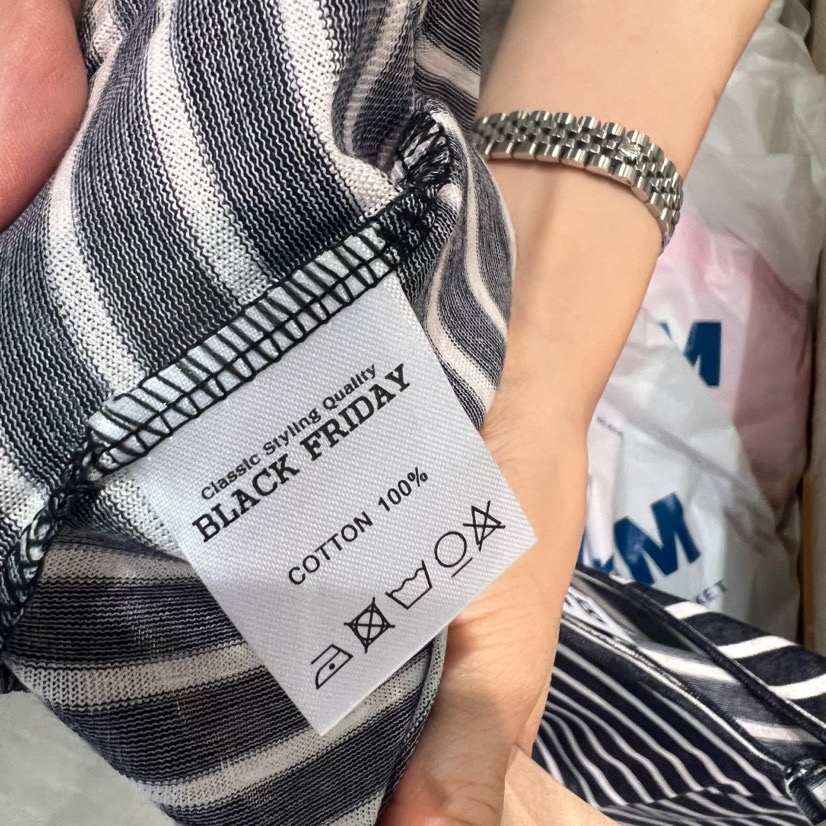 Classic Styling Quality
BLACK FRIDAY
COTTON 100%
M
M